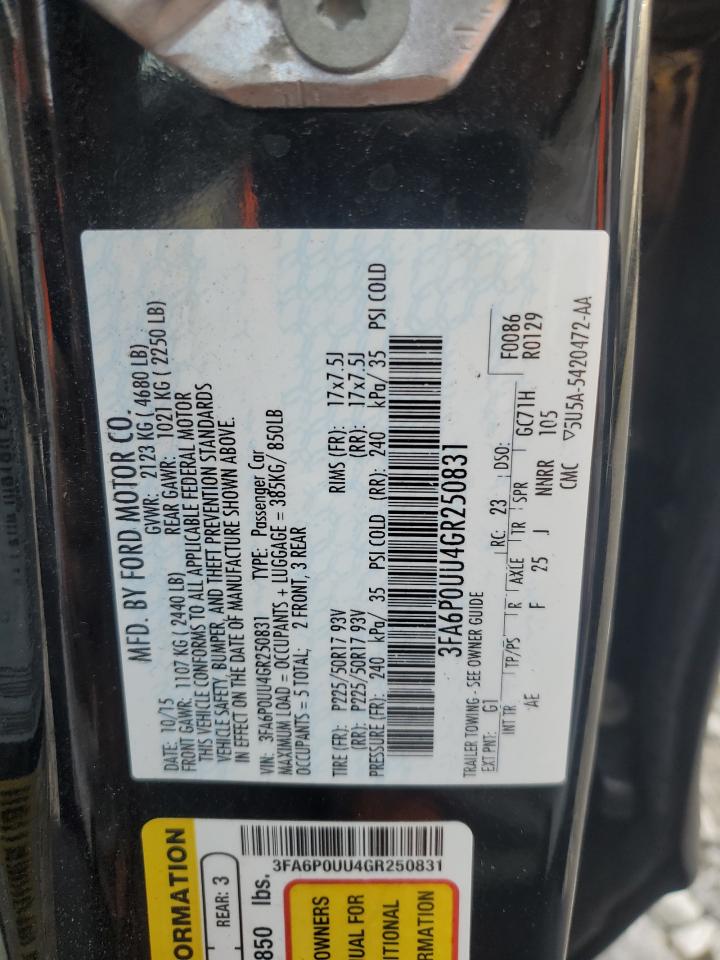 MFD. BY FORD MOTOR CO.
DATE: 10/15 GVWR: 2123 KG ( 4680 LB)
FRONT GAWR: 1107 KG ( 2440 LB) REAR GAWR: 1021 KG ( 2250 LB)
THIS VEHICLE CONFORMS TO ALL APPLICABLE FEDERAL MOTOR
VEHICLE SAFETY, BUMPER, AND THEFT PREVENTION STANDARDS
IN EFFECT ON THE DATE OF MANUFACTURE SHOWN ABOVE.
VIN: 3FA6P0UU4GR250831 TYPE: Passenger Car
MAXIMUM LOAD = OCCUPANTS + LUGGAGE = 385KG/ 850LB
OCCUPANTS = 5 TOTAL; 2 FRONT, 3 REAR
TIRE (FR): P225/50R17 93V RIMS (FR): 17x7.5J
(RR): P225/50R17 93V (RR): 17x7.5J
PRESSURE (FR): 240 kPa/ 35 PSI COLD (RR): 240 kPa/ 35 PSI COLD
3FA6P0UU4GR250831
TRAILER TOWING - SEE OWNER GUIDE
EXT PNT: G1 RC: 23 DSO: F0086
R0129
INT TR TP/PS R AXLE TR SPR GC71H
AE F 25 J NNRR 105
CMC ▽5U5A-5420472-AA
3FA6P0UU4GR250831
ORMATION
REAR: 3
850 lbs.
OWNERS
UAL FOR
ITIONAL
RMATION